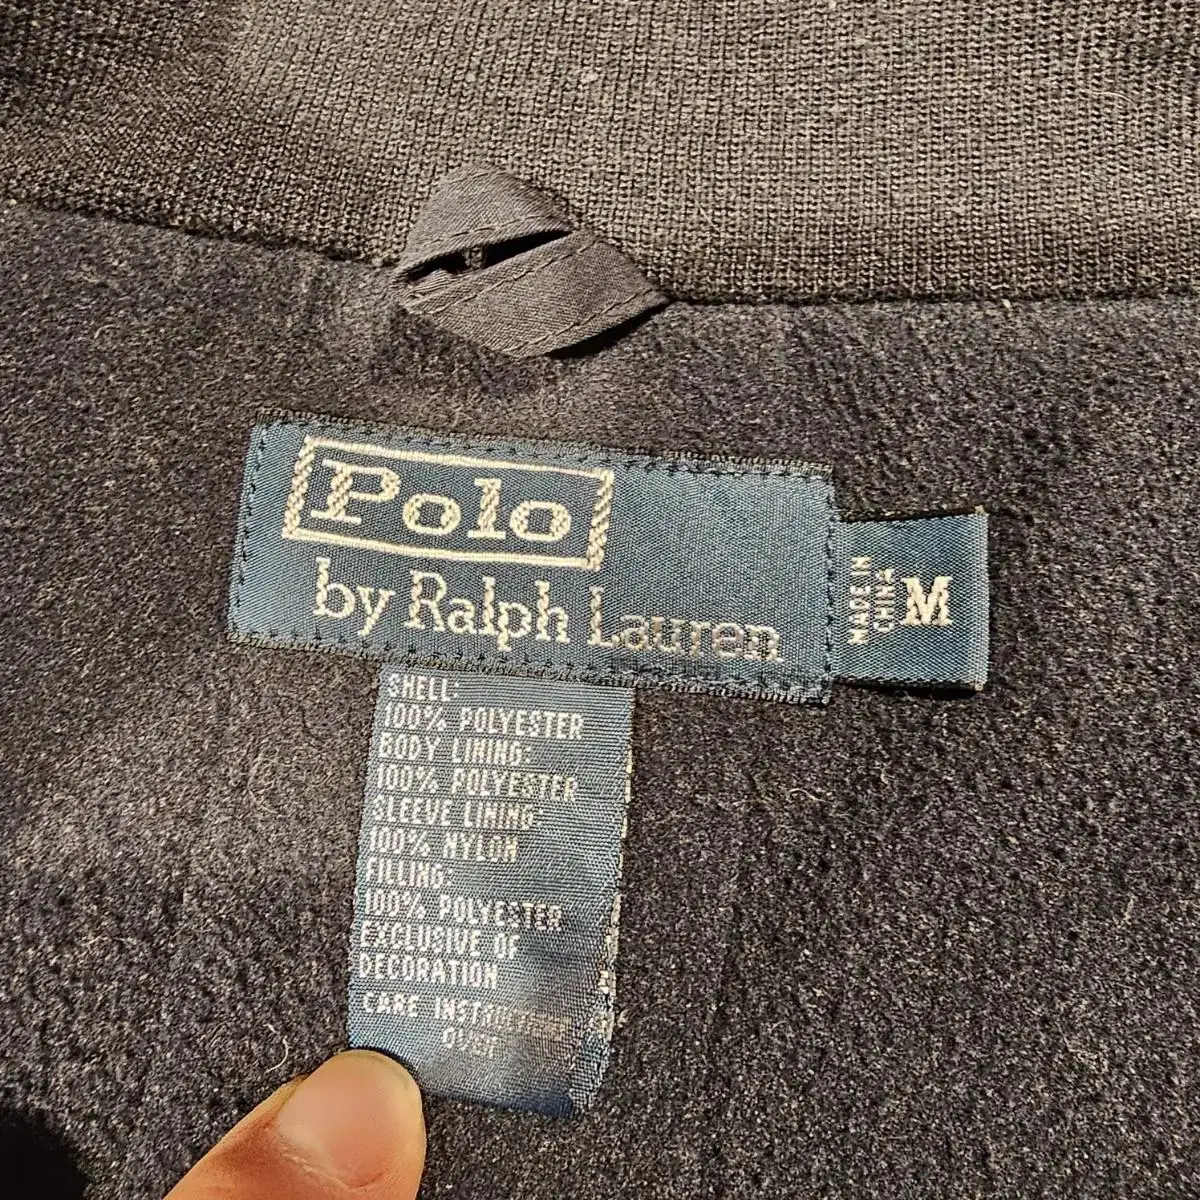 Polo
by Ralph Lauren
MADE IN
CHINA
M
SHELL:
100% POLYESTER
BODY LINING:
100% POLYESTER
SLEEVE LINING:
100% NYLON
FILLING:
100% POLYESTER
EXCLUSIVE OF
DECORATION
CARE INSTRUCTIONS
OVER